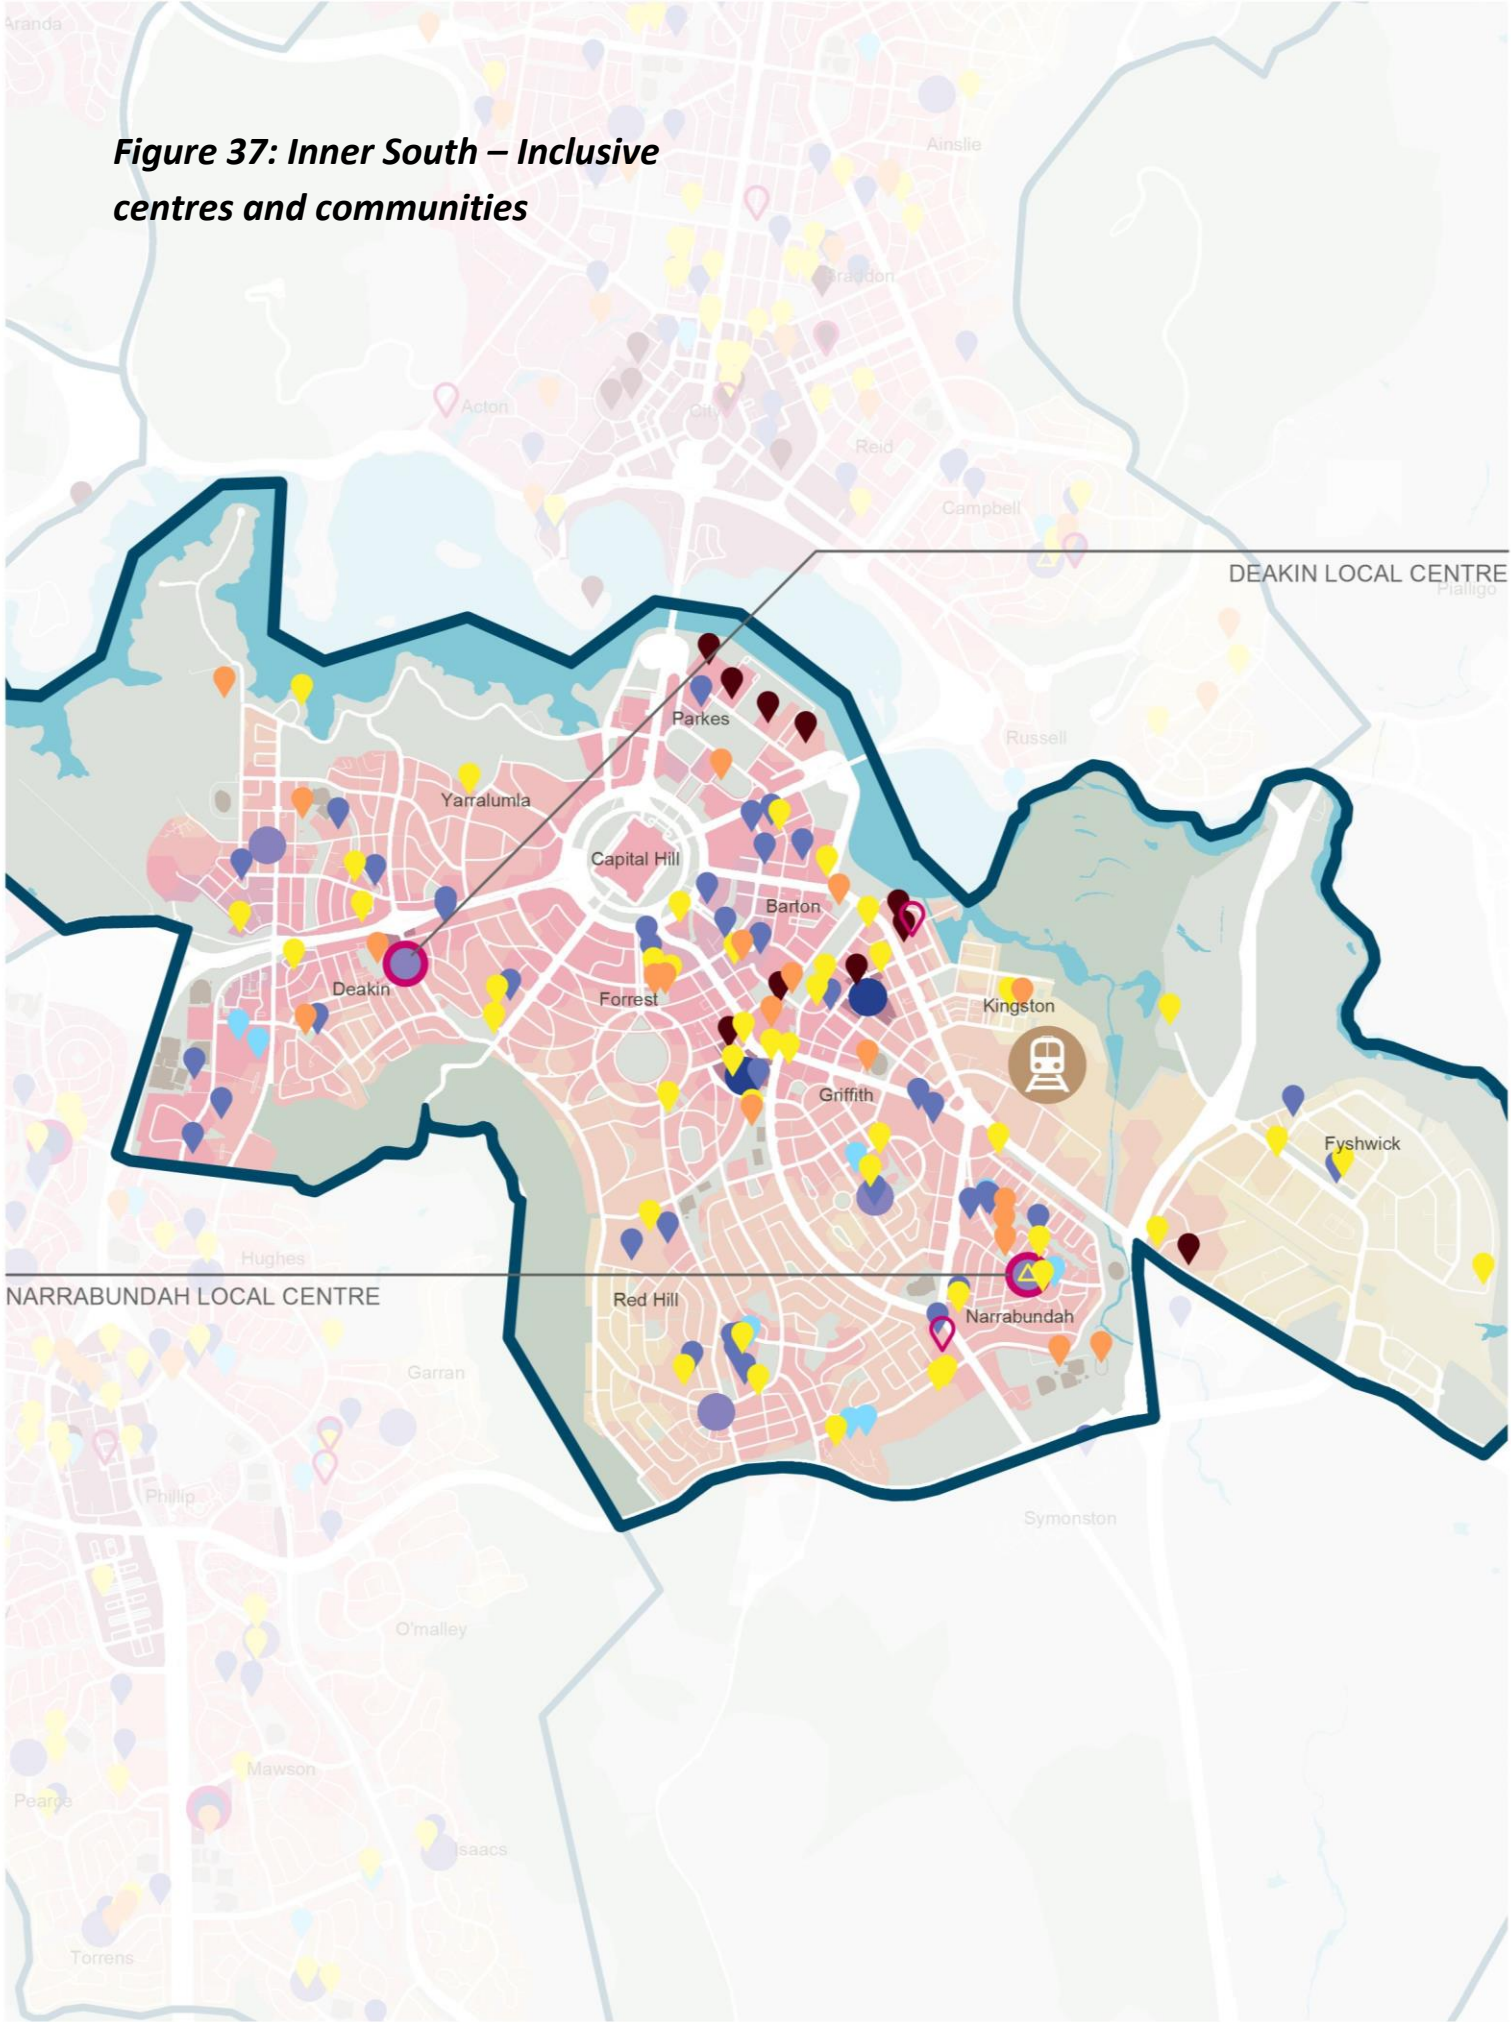 Aranda
Figure 37: Inner South – Inclusive
centres and communities
Ainslie
Braddon
Acton
City
Reid
Campbell
DEAKIN LOCAL CENTRE
Pialligo
Parkes
Russell
Yarralumla
Capital Hill
Barton
Deakin
Forrest
Kingston
Griffith
Fyshwick
Hughes
NARRABUNDAH LOCAL CENTRE
Red Hill
Narrabundah
Garran
Phillip
Symonston
O'malley
Mawson
Pearce
Isaacs
Torrens